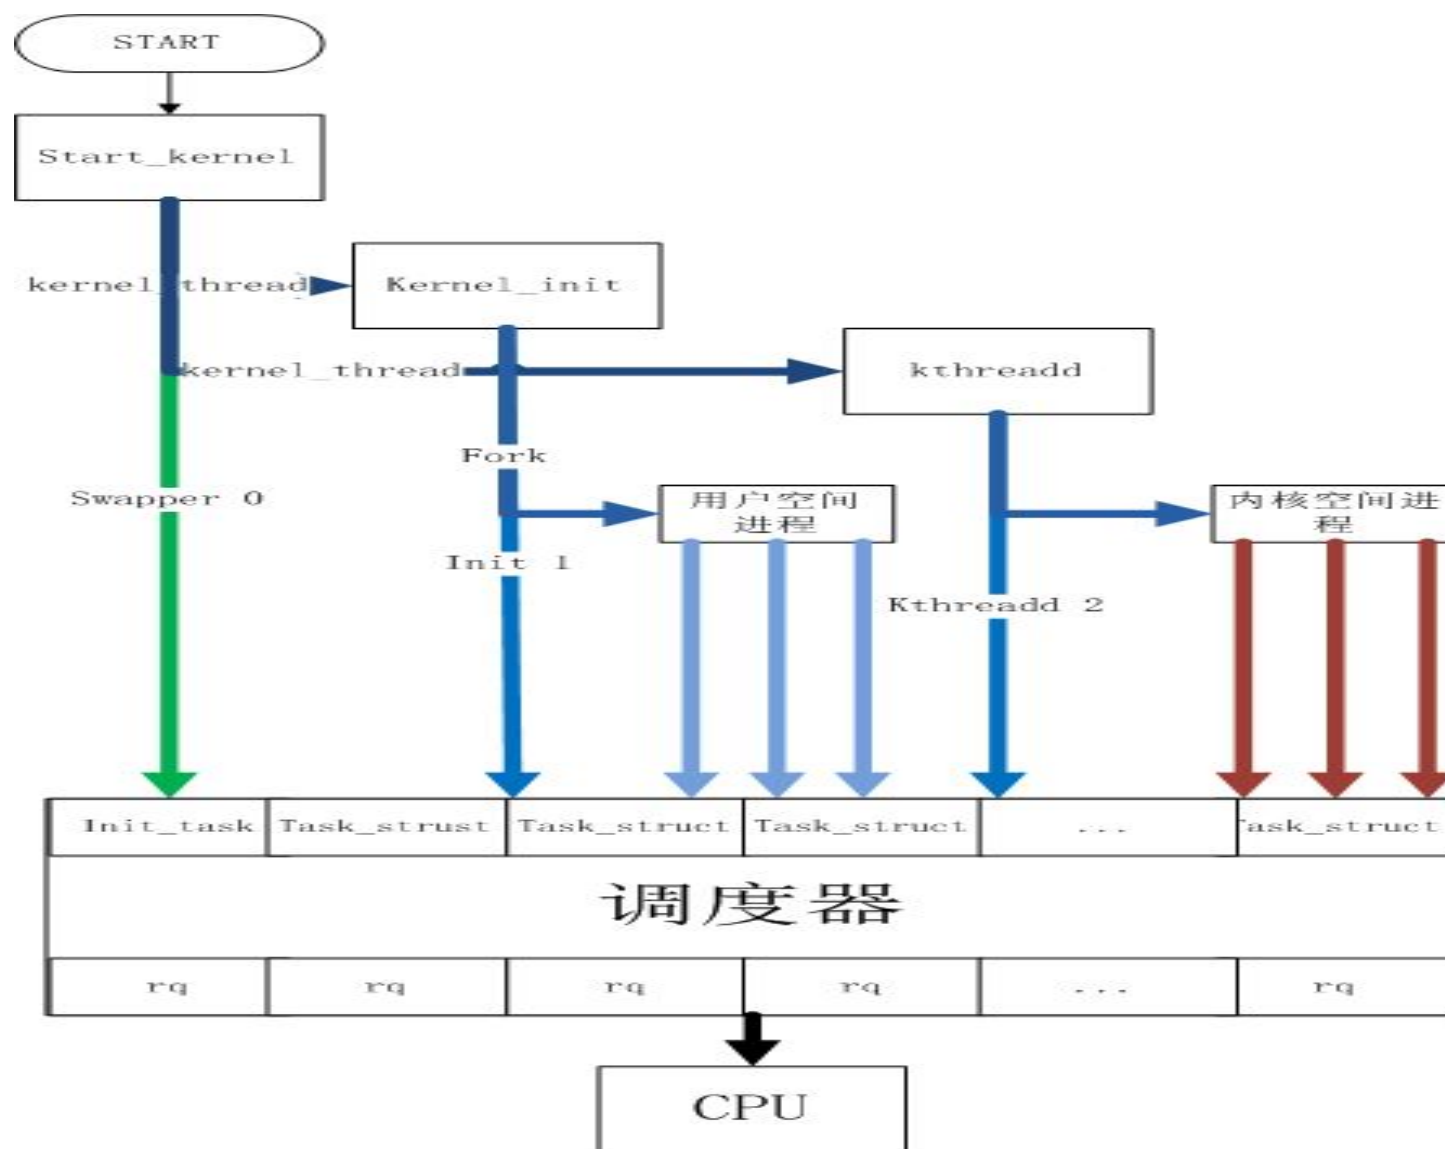 START
Start_kernel
kernel_thread
Kernel_init
kernel_thread
kthreadd
Fork
Swapper 0
用户空间
进程
内核空间进
程
Init 1
Kthreadd 2
Init_task
Task_strust
Task_struct
Task_struct
...
Task_struct
调度器
rq
rq
rq
rq
...
rq
CPU